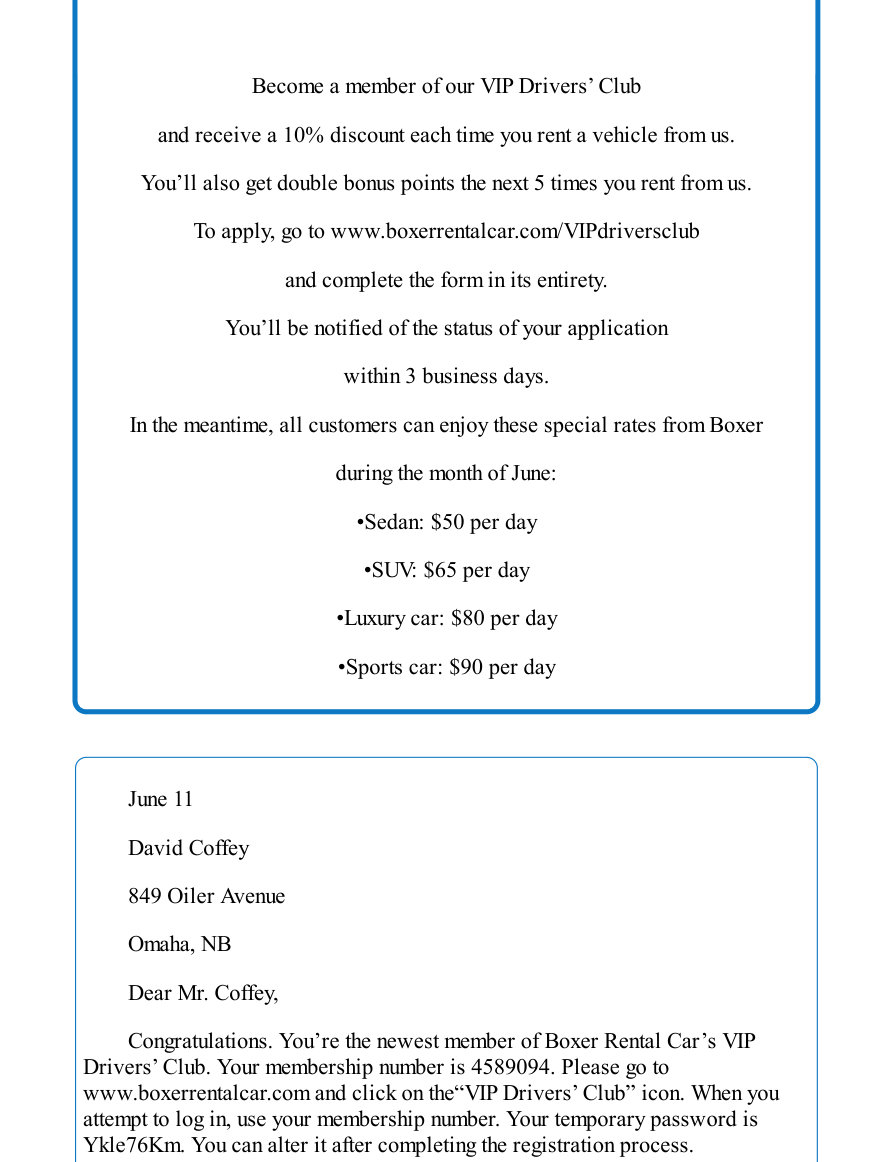 Become a member of our VIP Drivers’ Club
and receive a 10% discount each time you rent a vehicle from us.
You’ll also get double bonus points the next 5 times you rent from us.
To apply, go to www.boxerrentalcar.com/VIPdriversclub
and complete the form in its entirety.
You’ll be notified of the status of your application
within 3 business days.
In the meantime, all customers can enjoy these special rates from Boxer
during the month of June:
•Sedan: $50 per day
•SUV: $65 per day
•Luxury car: $80 per day
•Sports car: $90 per day
June 11
David Coffey
849 Oiler Avenue
Omaha, NB
Dear Mr. Coffey,
Congratulations. You’re the newest member of Boxer Rental Car’s VIP
Drivers’ Club. Your membership number is 4589094. Please go to
www.boxerrentalcar.com and click on the“VIP Drivers’ Club” icon. When you
attempt to log in, use your membership number. Your temporary password is
Ykle76Km. You can alter it after completing the registration process.